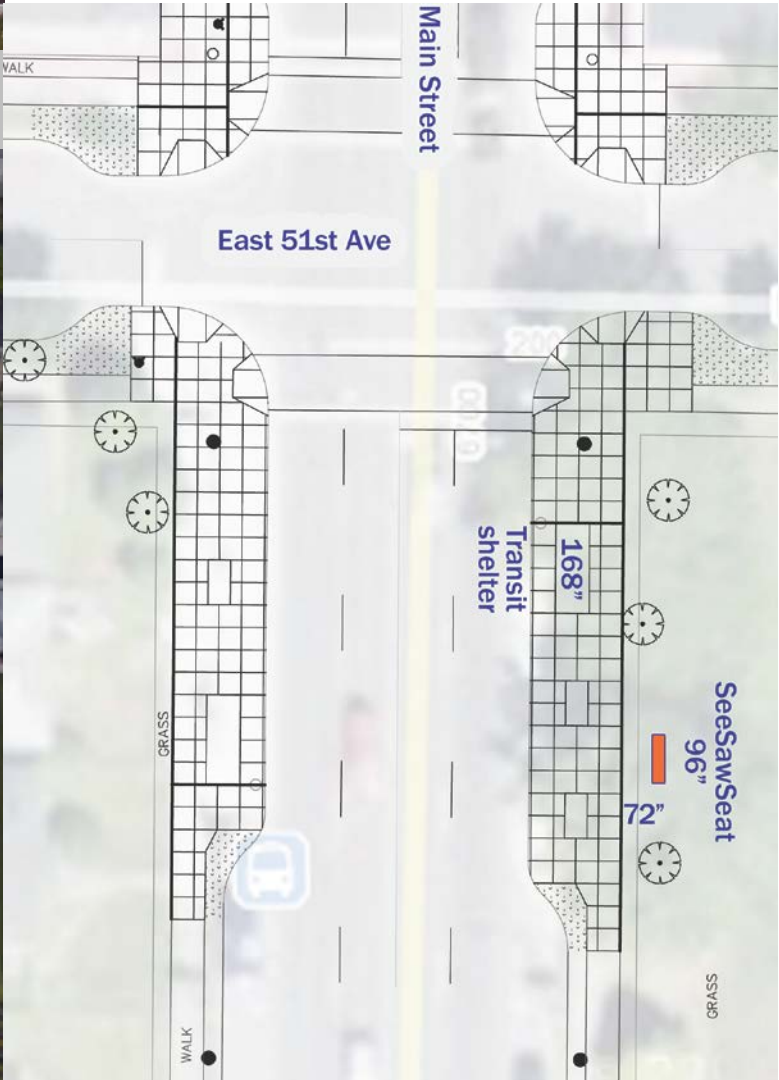 Main Street
WALK
East 51st Ave
200
Transit
shelter
168”
SeeSawSeat
96”
72”
GRASS
GRASS
WALK